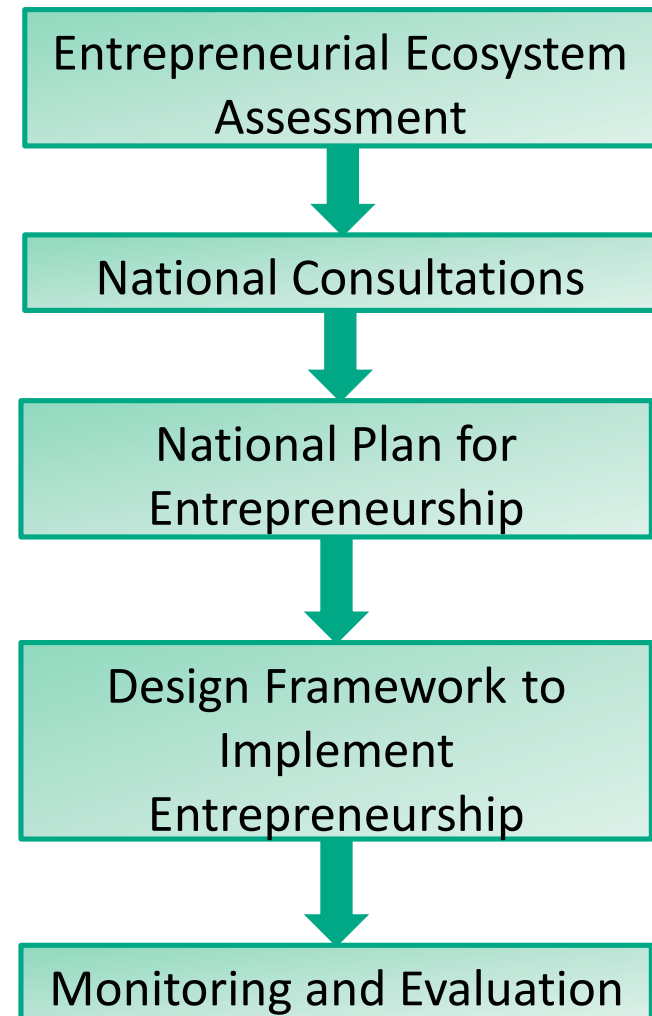 Entrepreneurial Ecosystem
Assessment
National Consultations
National Plan for
Entrepreneurship
Design Framework to
Implement
Entrepreneurship
Monitoring and Evaluation